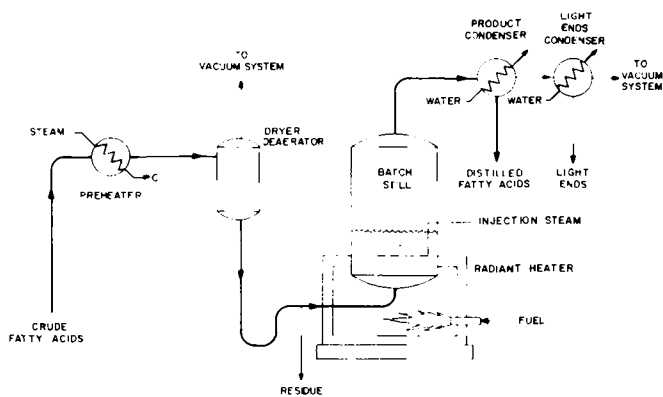 PRODUCT
CONDENSER
LIGHT
ENDS
CONDENSER
TO
VACUUM SYSTEM
TO
VACUUM
SYSTEM
WATER
WATER
STEAM
DRYER
DEAERATOR
C
PREHEATER
BATCH
STILL
DISTILLED
FATTY ACIDS
LIGHT
ENDS
INJECTION STEAM
RADIANT HEATER
FUEL
CRUDE
FATTY ACIDS
RESIDUE